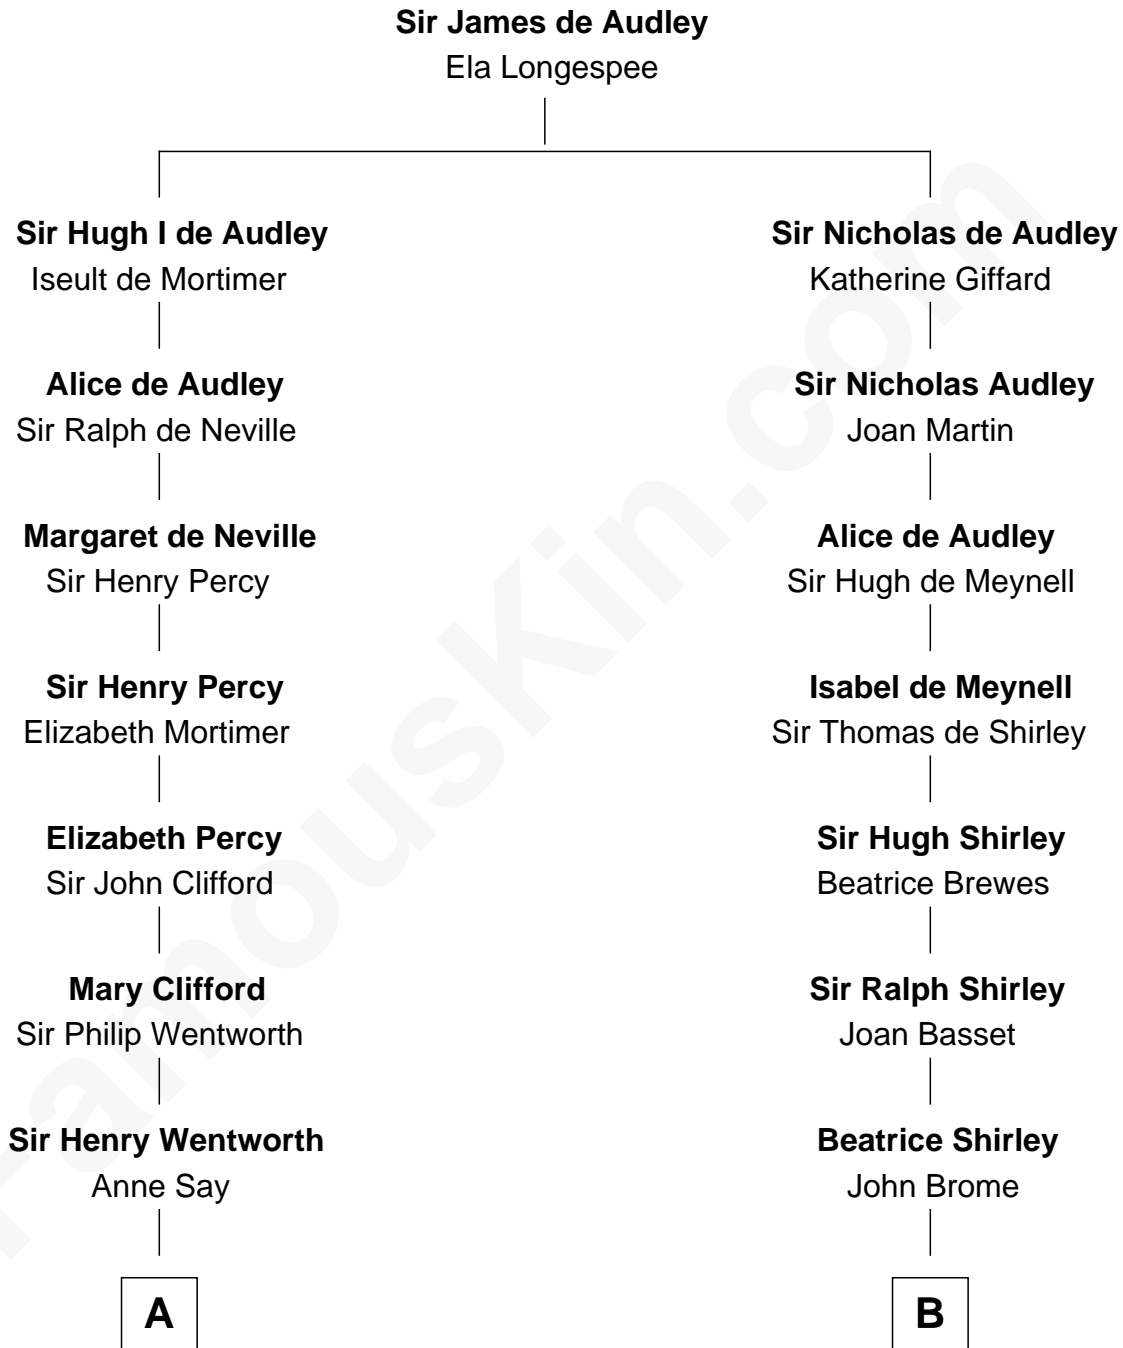 Sir James de Audley
Ela Longespee
Sir Hugh I de Audley
Iseult de Mortimer
Sir Nicholas de Audley
Katherine Giffard
Alice de Audley
Sir Ralph de Neville
Sir Nicholas Audley
Joan Martin
Margaret de Neville
Sir Henry Percy
Alice de Audley
Sir Hugh de Meynell
Sir Henry Percy
Elizabeth Mortimer
Isabel de Meynell
Sir Thomas de Shirley
Elizabeth Percy
Sir John Clifford
Sir Hugh Shirley
Beatrice Brewes
Mary Clifford
Sir Philip Wentworth
Sir Ralph Shirley
Joan Basset
Sir Henry Wentworth
Anne Say
Beatrice Shirley
John Brome
A
B
FamousKin.com